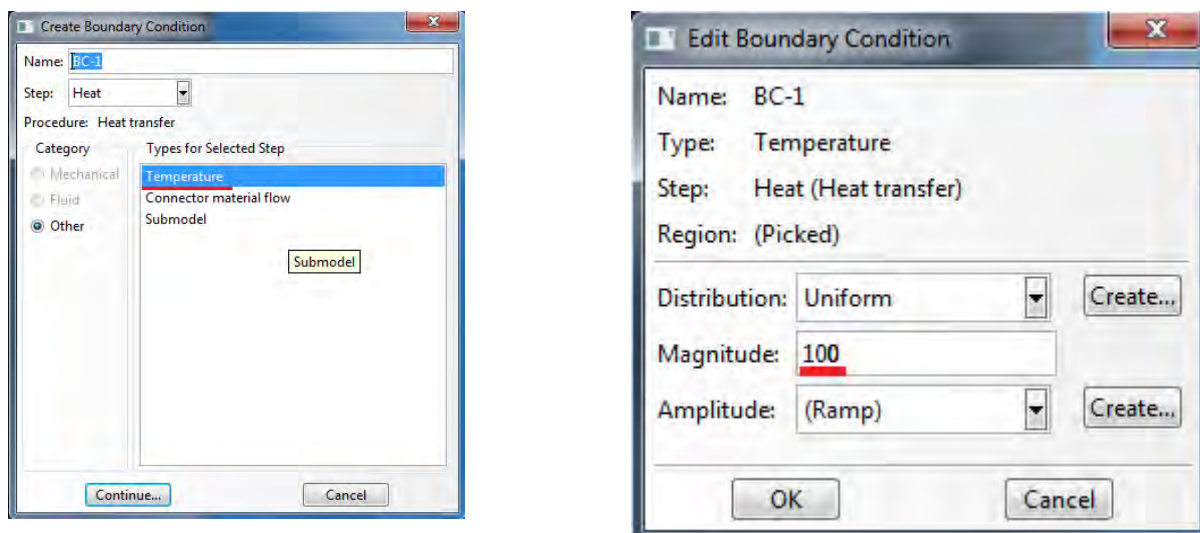 Create Boundary Condition
Name: BC-1
Step: Heat
Procedure: Heat transfer
Category
Types for Selected Step
Mechanical
Fluid
Other
Temperature
Connector material flow
Submodel
Submodel
Continue...
Cancel
Edit Boundary Condition
Name: BC-1
Type: Temperature
Step: Heat (Heat transfer)
Region: (Picked)
Distribution: Uniform Create...
Magnitude: 100
Amplitude: (Ramp) Create...
OK
Cancel